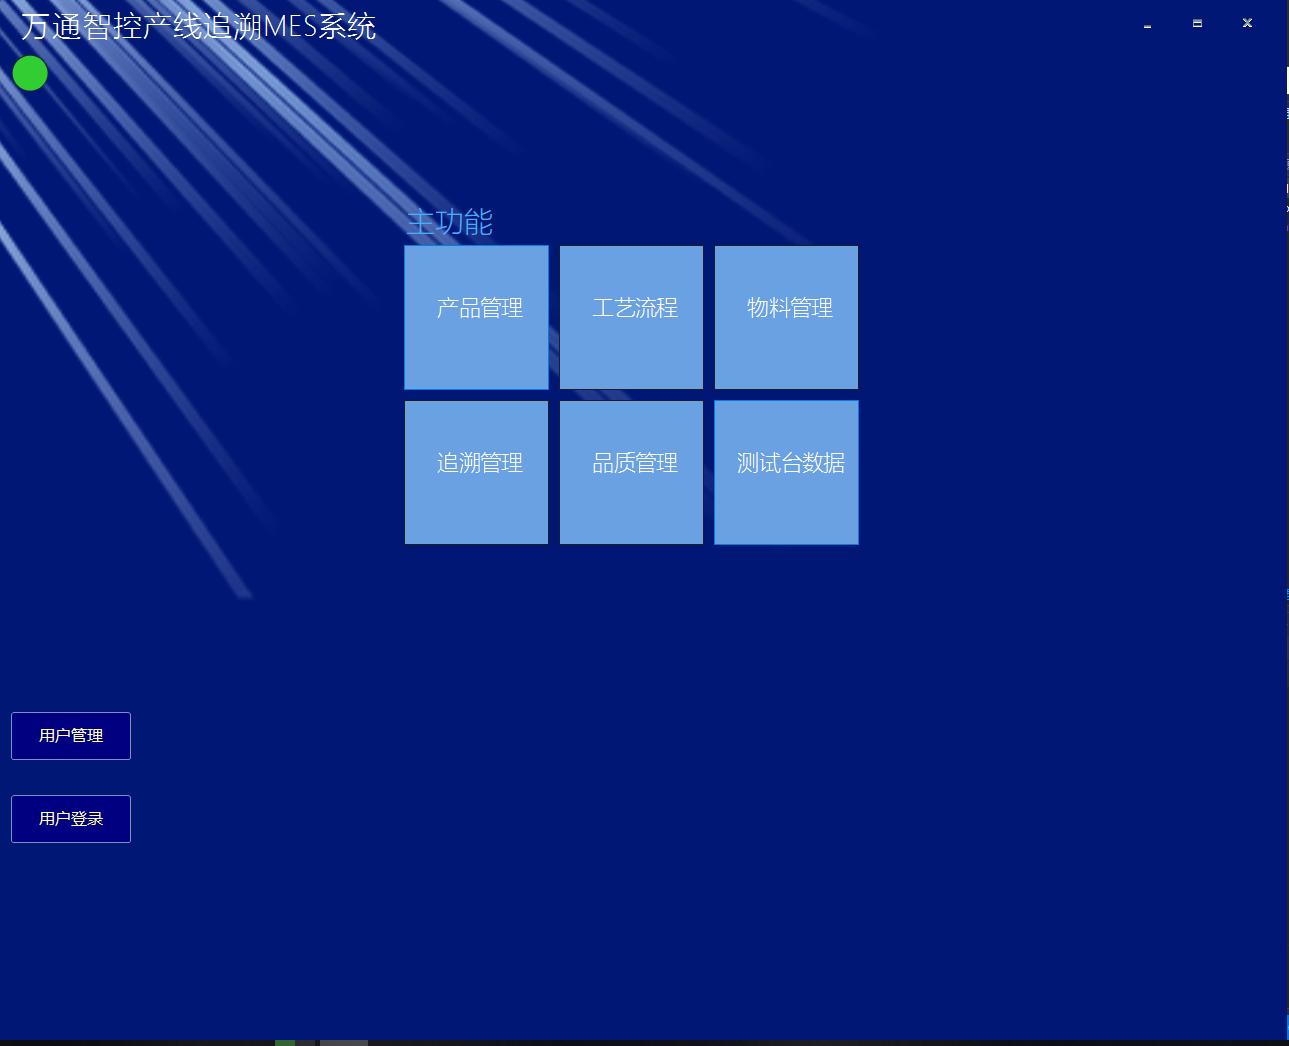 万通智控产线追溯MES系统
主功能
产品管理
工艺流程
物料管理
追溯管理
品质管理
测试台数据
用户管理
用户登录